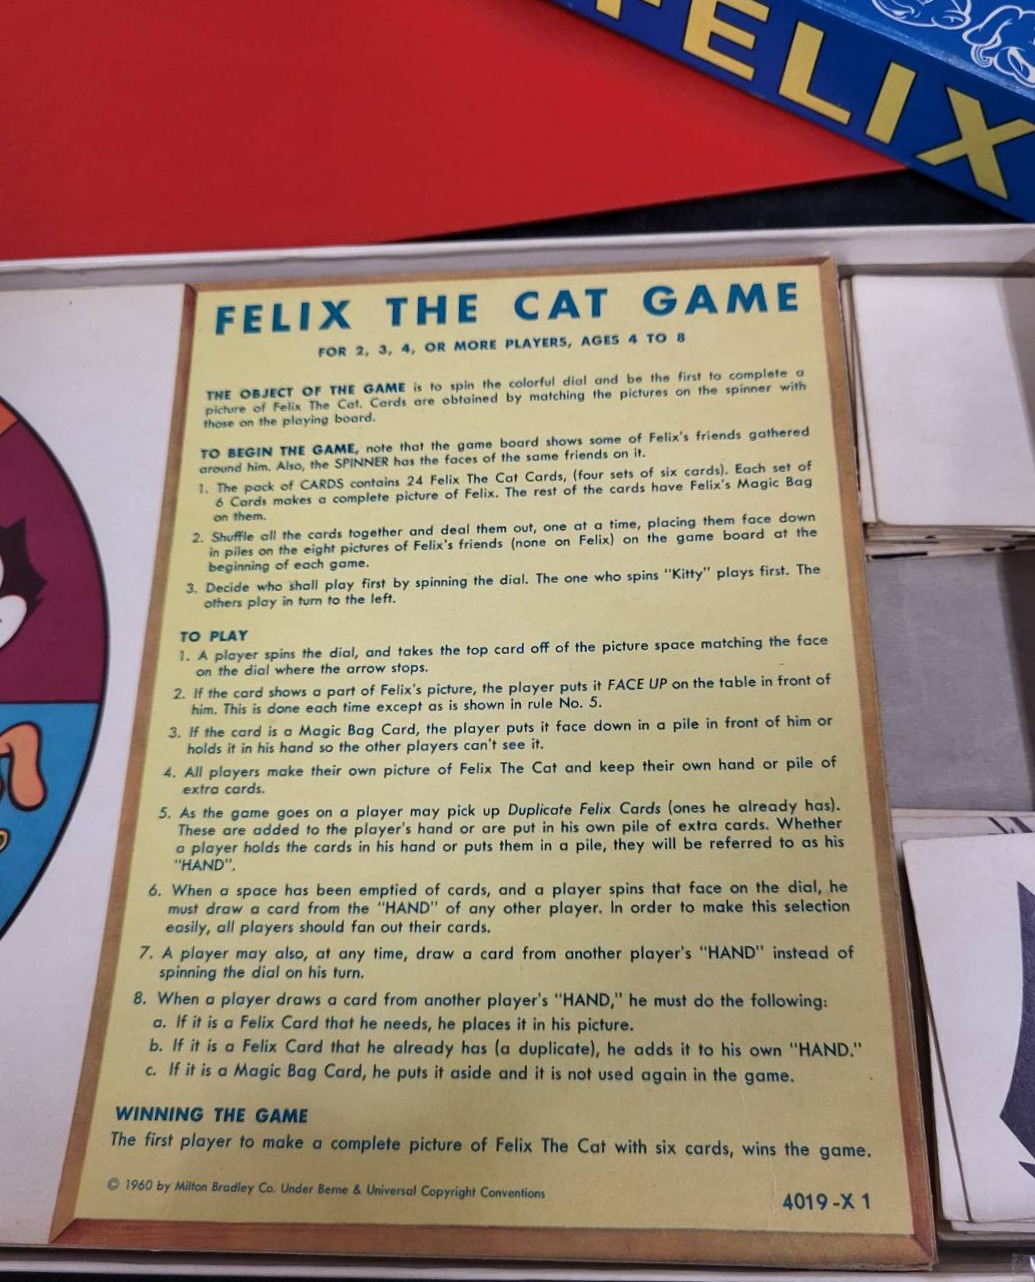 FELIX
FELIX THE CAT GAME
FOR 2, 3, 4, OR MORE PLAYERS, AGES 4 TO 8
THE OBJECT OF THE GAME is to spin the colorful dial and be the first to complete a
picture of Felix The Cat. Cards are obtained by matching the pictures on the spinner with
those on the playing board.
TO BEGIN THE GAME, note that the game board shows some of Felix's friends gathered
around him. Also, the SPINNER has the faces of the same friends on it.
1. The pack of CARDS contains 24 Felix The Cat Cards, (four sets of six cards). Each set of
6 Cards makes a complete picture of Felix. The rest of the cards have Felix's Magic Bag
on them.
2. Shuffle all the cards together and deal them out, one at a time, placing them face down
in piles on the eight pictures of Felix's friends (none on Felix) on the game board at the
beginning of each game.
3. Decide who shall play first by spinning the dial. The one who spins "Kitty" plays first. The
others play in turn to the left.
TO PLAY
1. A player spins the dial, and takes the top card off of the picture space matching the face
on the dial where the arrow stops.
2. If the card shows a part of Felix's picture, the player puts it FACE UP on the table in front of
him. This is done each time except as is shown in rule No. 5.
3. If the card is a Magic Bag Card, the player puts it face down in a pile in front of him or
holds it in his hand so the other players can't see it.
4. All players make their own picture of Felix The Cat and keep their own hand or pile of
extra cards.
5. As the game goes on a player may pick up Duplicate Felix Cards (ones he already has).
These are added to the player's hand or are put in his own pile of extra cards. Whether
a player holds the cards in his hand or puts them in a pile, they will be referred to as his
"HAND".
6. When a space has been emptied of cards, and a player spins that face on the dial, he
must draw a card from the "HAND" of any other player. In order to make this selection
easily, all players should fan out their cards.
7. A player may also, at any time, draw a card from another player's "HAND" instead of
spinning the dial on his turn.
8. When a player draws a card from another player's "HAND," he must do the following:
a. If it is a Felix Card that he needs, he places it in his picture.
b. If it is a Felix Card that he already has (a duplicate), he adds it to his own "HAND."
c. If it is a Magic Bag Card, he puts it aside and it is not used again in the game.
WINNING THE GAME
The first player to make a complete picture of Felix The Cat with six cards, wins the game.
© 1960 by Milton Bradley Co. Under Berne & Universal Copyright Conventions
4019-X 1